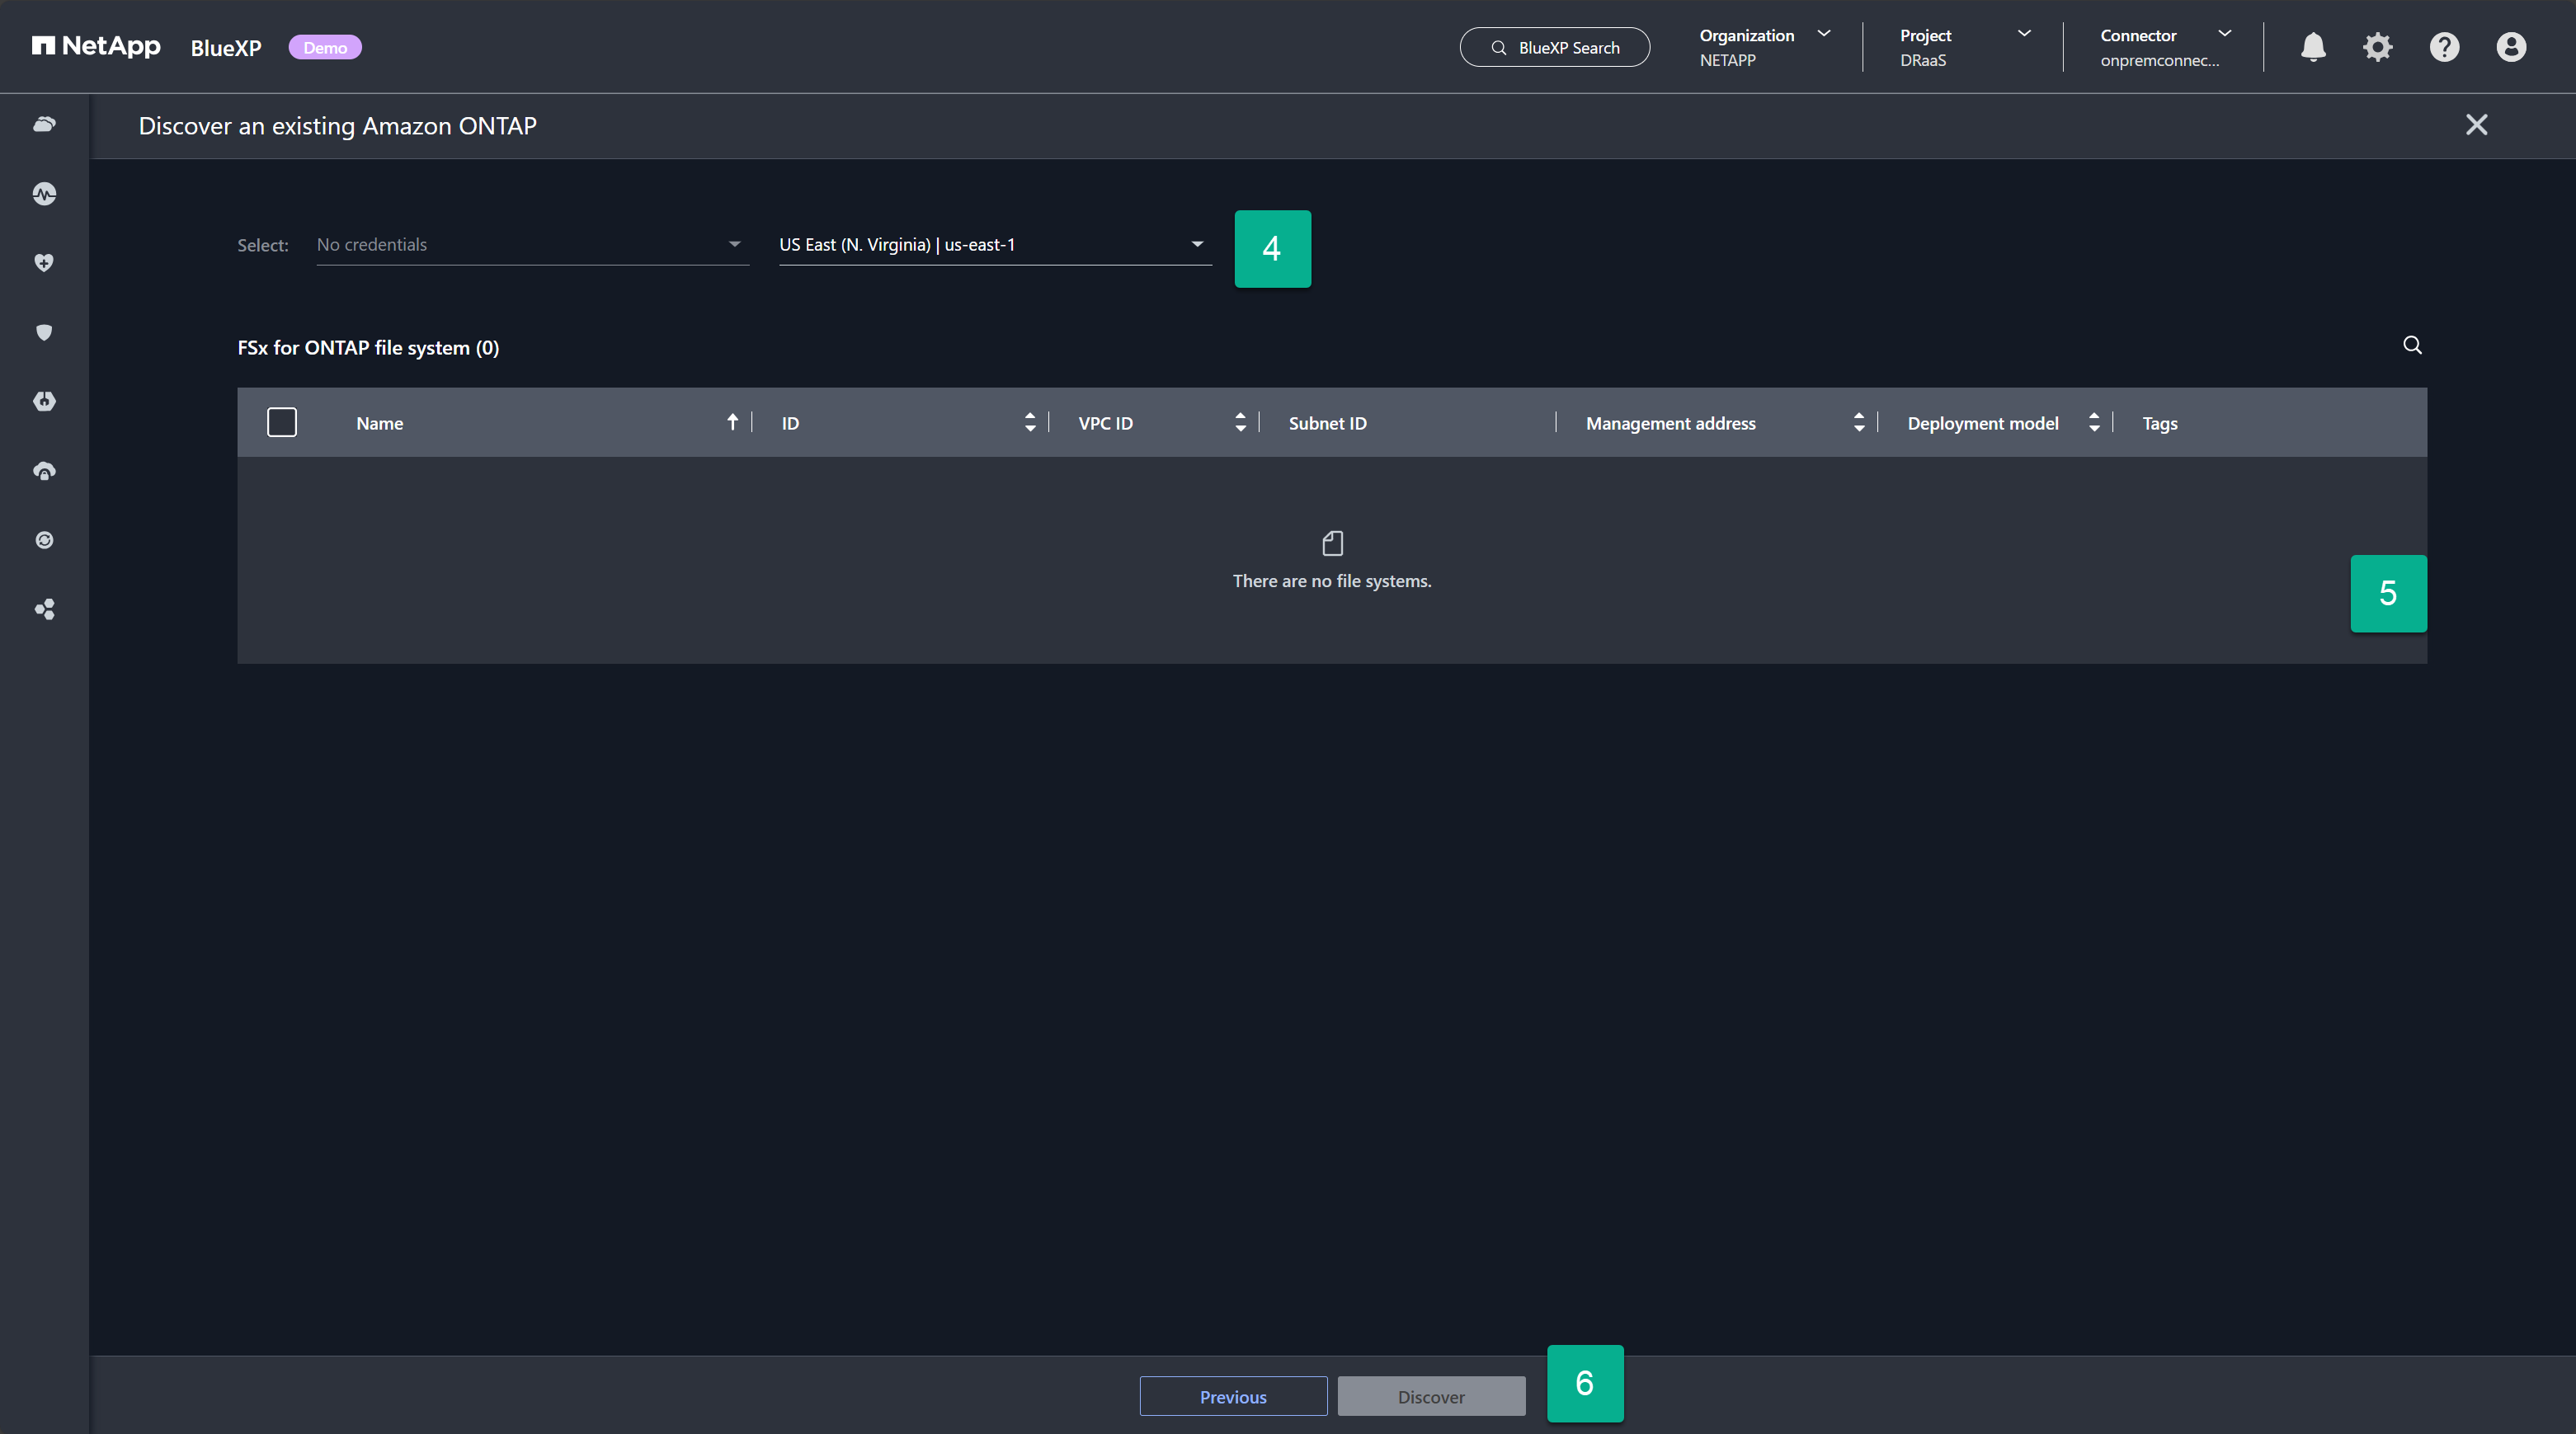 NetApp BlueXP Demo
BlueXP Search
Organization
NETAPP
Project
DRaaS
Connector
onpremconnec...
Discover an existing Amazon ONTAP
Select: No credentials US East (N. Virginia) | us-east-1 4
FSx for ONTAP file system (0)
Name ID VPC ID Subnet ID Management address Deployment model Tags
There are no file systems.
5
Previous Discover 6